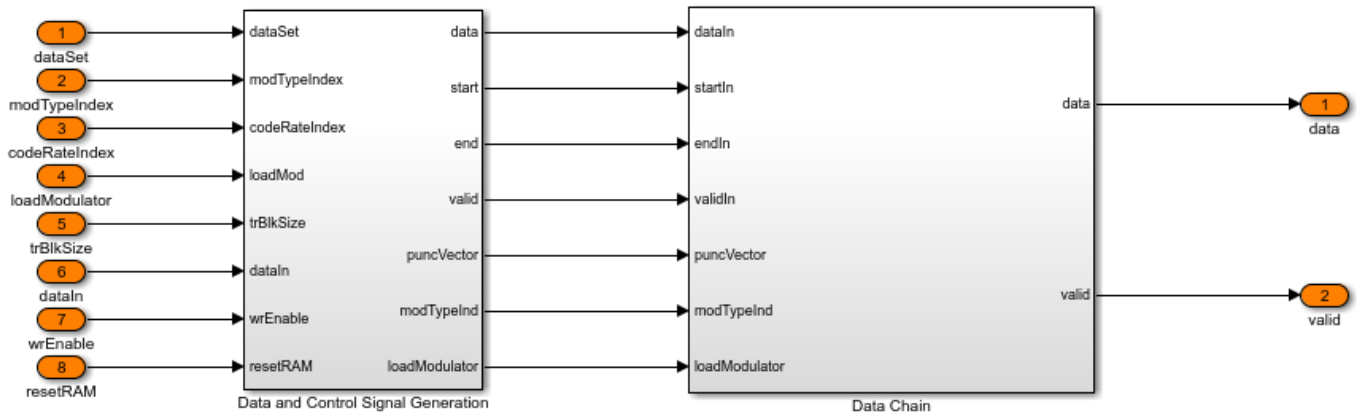 1
dataSet
2
modTypeIndex
3
codeRateIndex
4
loadModulator
5
trBlkSize
6
dataIn
7
wrEnable
8
resetRAM
dataSet
modTypeIndex
codeRateIndex
loadMod
trBlkSize
dataIn
wrEnable
resetRAM
data
start
end
valid
puncVector
modTypeInd
loadModulator
Data and Control Signal Generation
dataIn
startIn
endIn
validIn
puncVector
modTypeInd
loadModulator
data
valid
Data Chain
1
data
2
valid